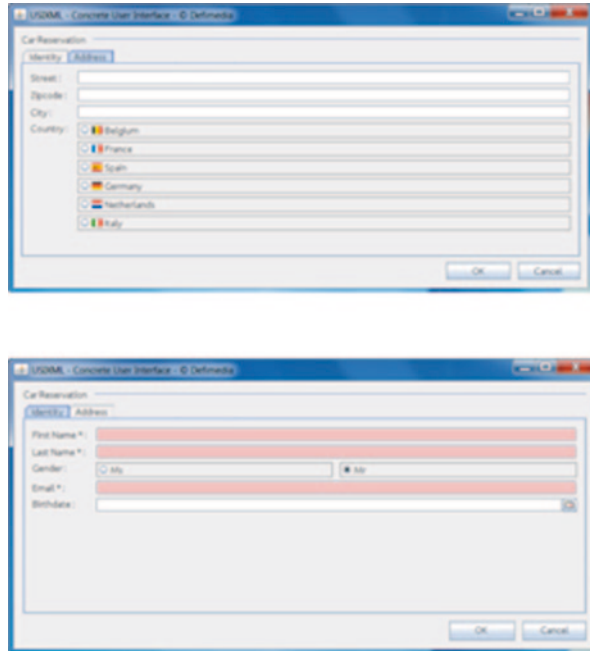 USIXML - Concrete User Interface - © Defimedia
Car Reservation
Identity Address
Street :
Zipcode :
City :
Country : Belgium
France
Spain
Germany
Netherlands
Italy
OK Cancel
USIXML - Concrete User Interface - © Defimedia
Car Reservation
Identity Address
First Name * :
Last Name * :
Gender : Ms Mr
Email * :
Birthdate :
OK Cancel